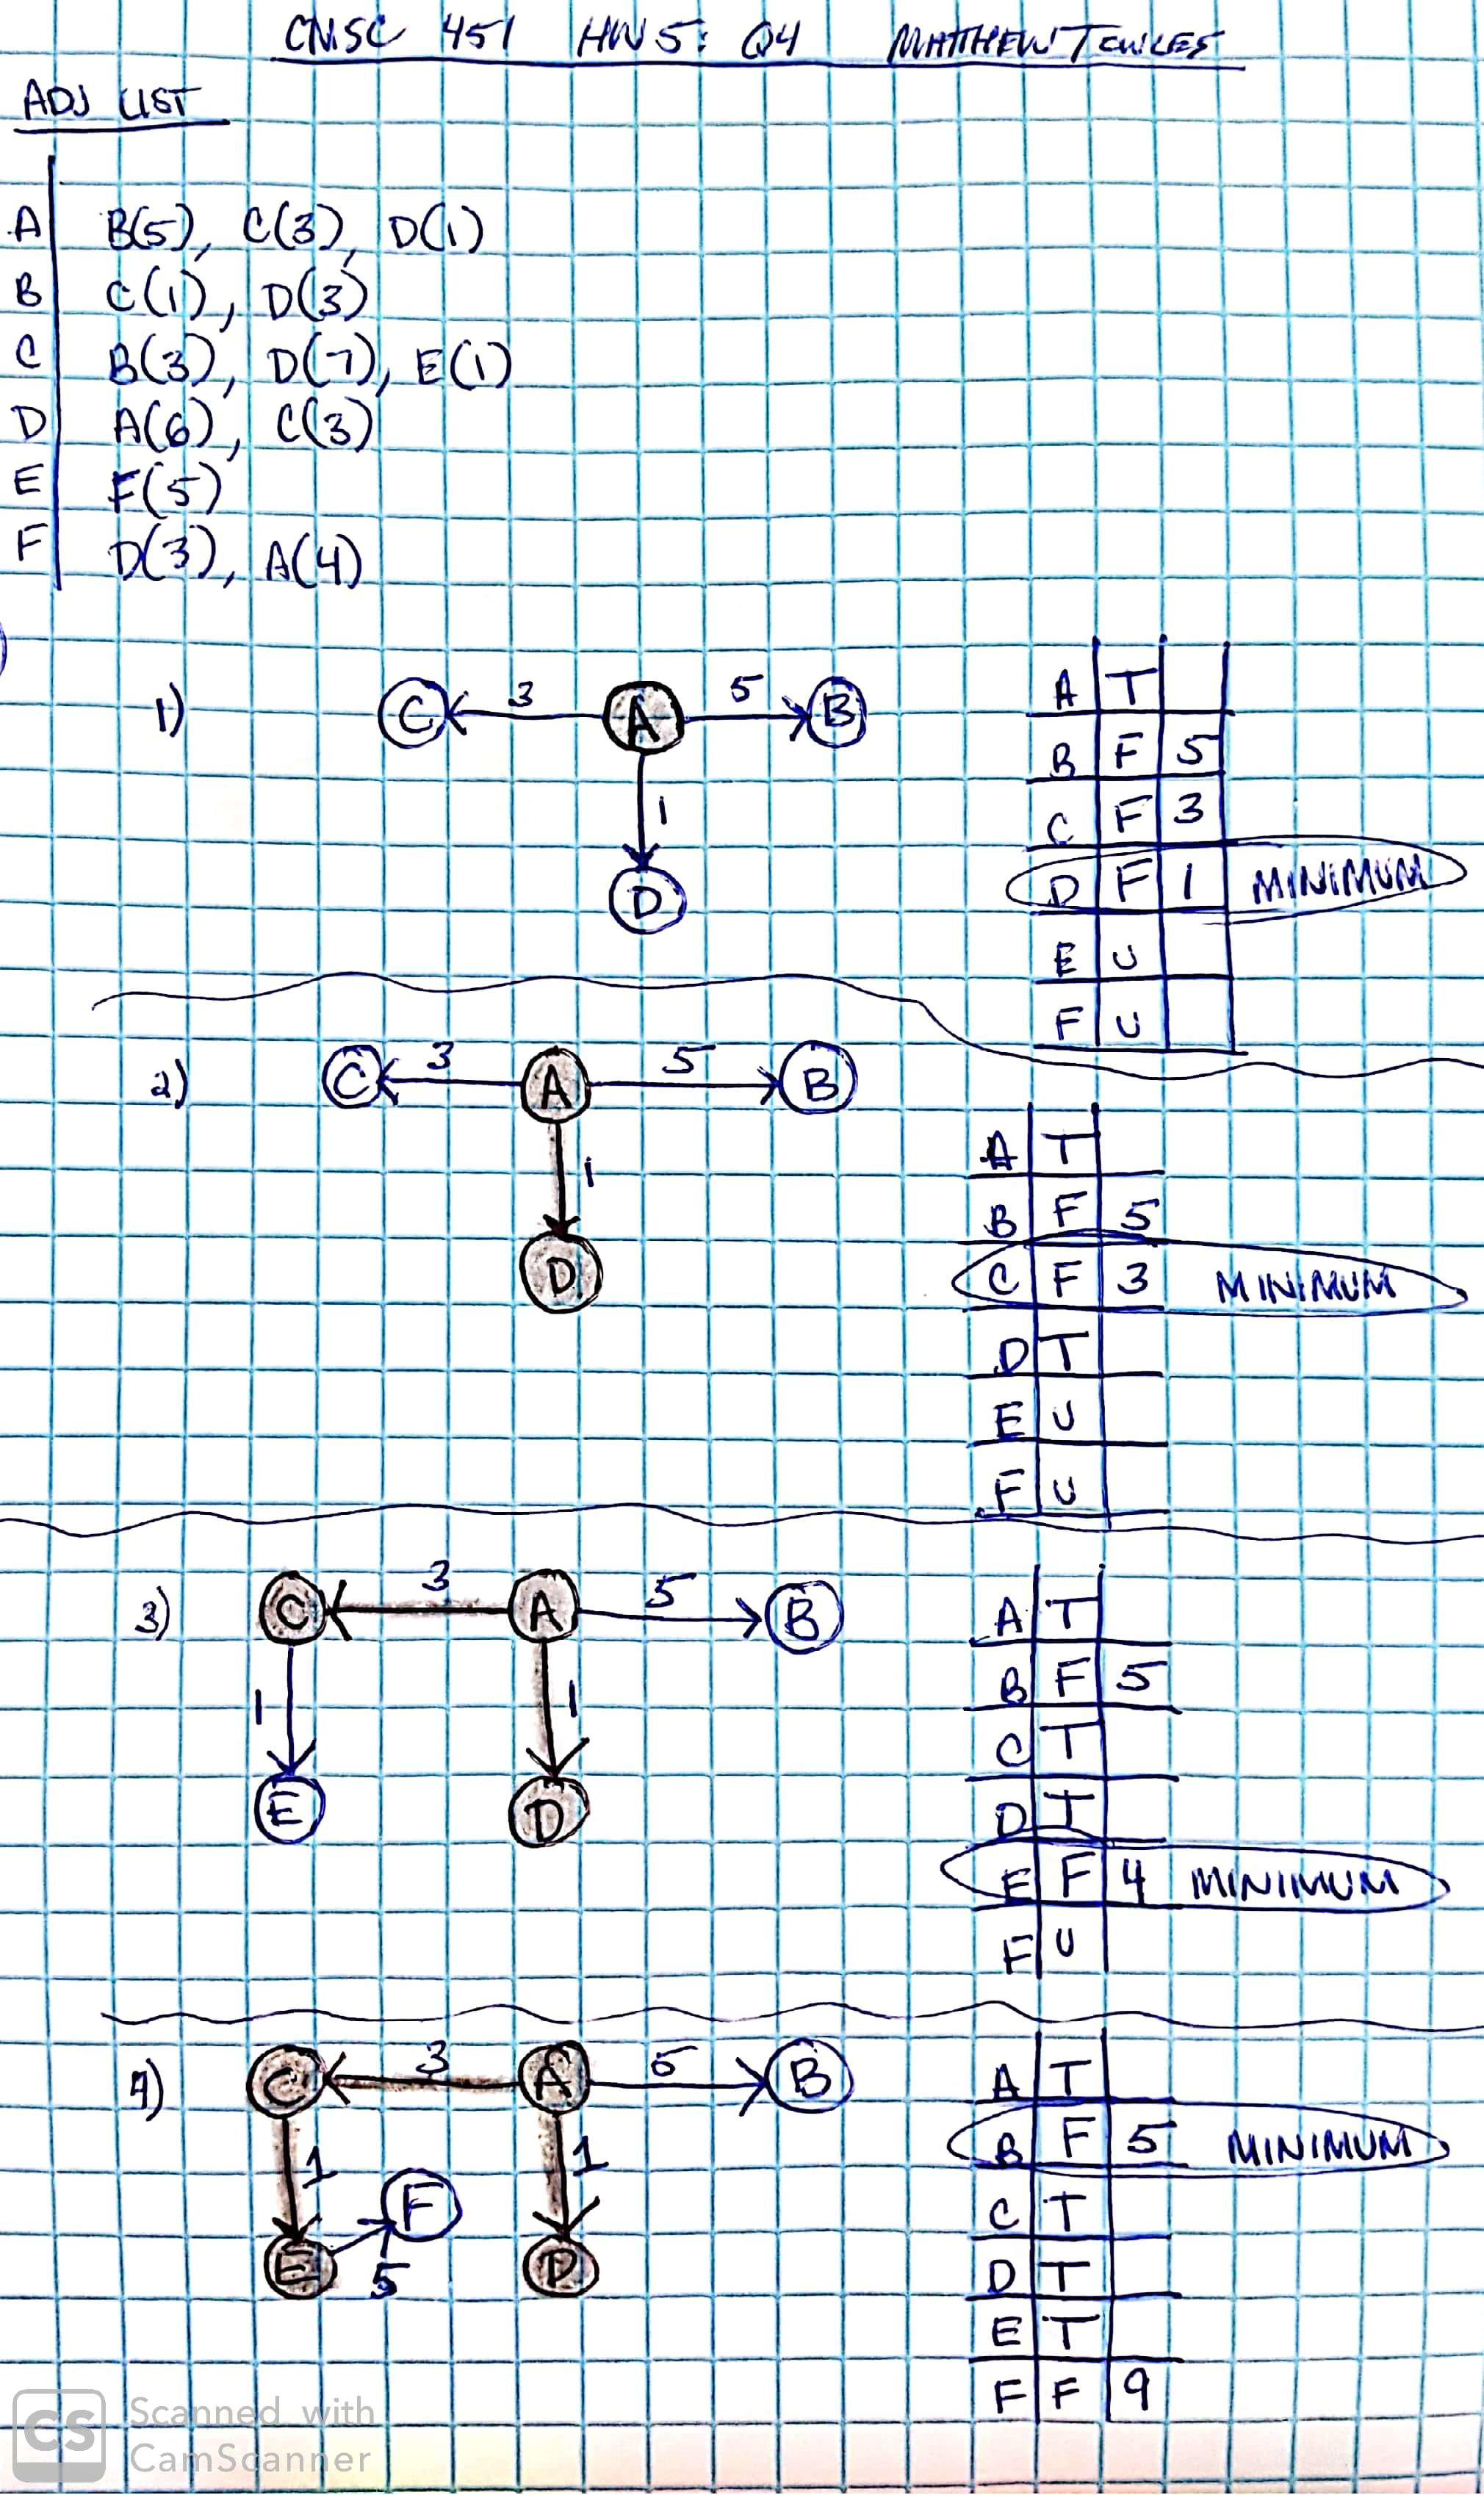 CMSC 451 HW5: Q4 MATTHEW TOWLES
ADJ LIST
A B(5), C(3), D(1)
B C(1), D(3)
C B(3), D(7), E(1)
D A(6), C(3)
E F(5)
F D(3), A(4)
1)
C 3 A 5 B
1
D
A T
B F 5
C F 3
D F 1 MINIMUM
E U
F U
2)
C 3 A 5 B
1
D
A T
B F 5
C F 3 MINIMUM
D T
E U
F U
3)
C 3 A 5 B
1 1
E D
A T
B F 5
C T
D T
E F 4 MINIMUM
F U
4)
C 3 A 5 B
1 1
F
E 5 D
A T
B F 5 MINIMUM
C T
D T
E T
F F 9
CS Scanned with
CamScanner